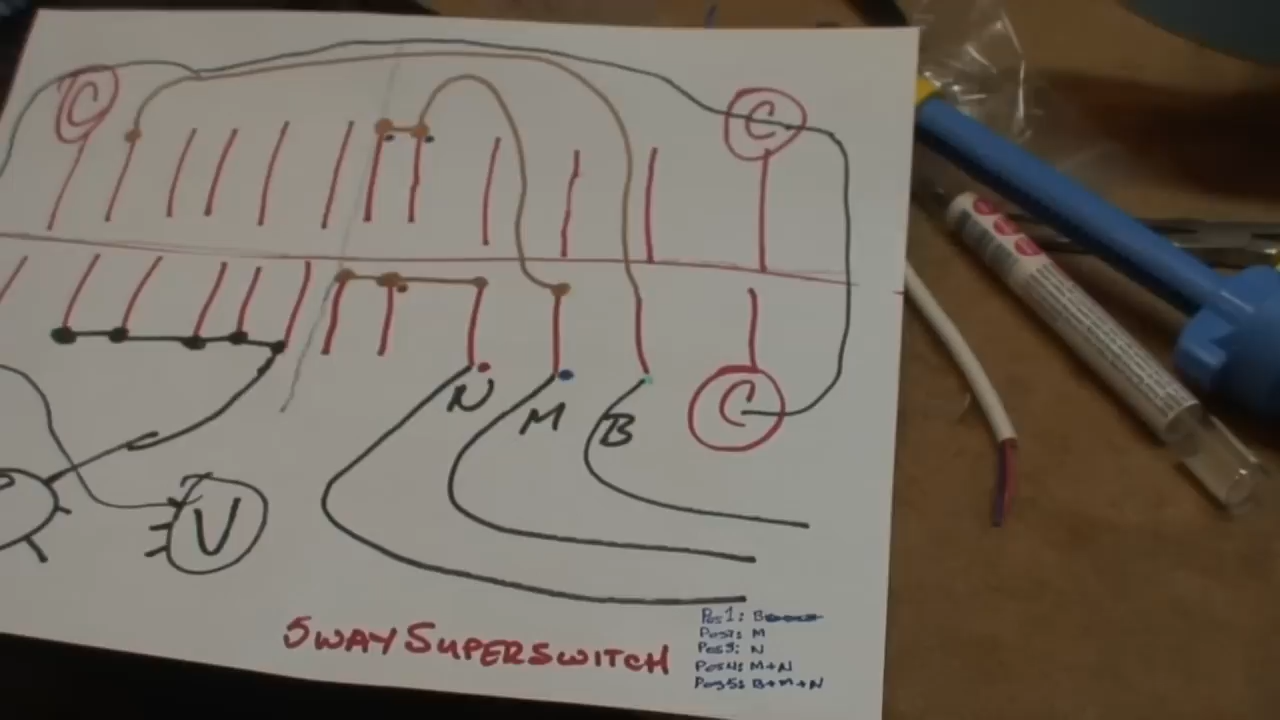 C
C
N
M
B
C
V
5WAY SUPERSWITCH
Pos1: B
Pos2: M
Pos3: N
Pos4: M+N
Pos5: B+M+N